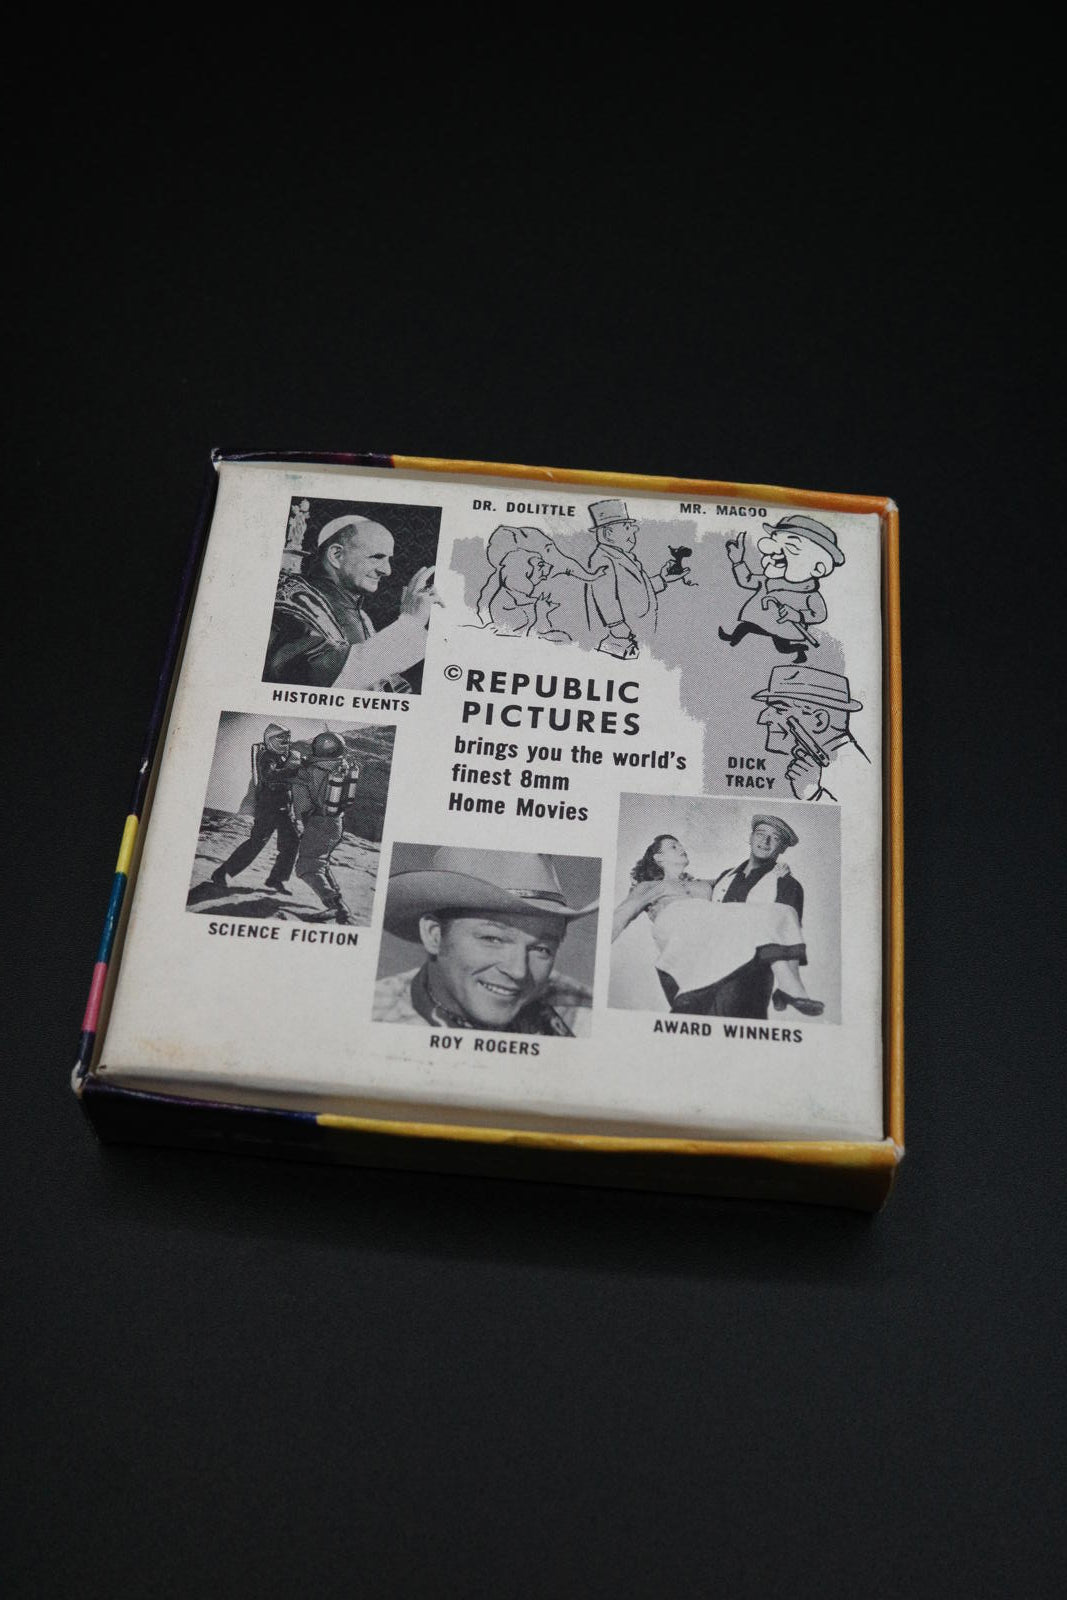 DR. DOLITTLE
MR. MAGOO
HISTORIC EVENTS
© REPUBLIC
PICTURES
brings you the world's
finest 8mm
Home Movies
DICK
TRACY
SCIENCE FICTION
ROY ROGERS
AWARD WINNERS